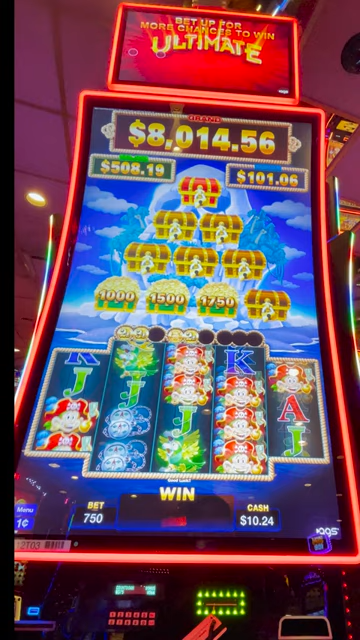 BET UP FOR
MORE CHANCES TO WIN
ULTIMATE
GRAND
$8,014.56
$508.19
$101.06
1000
1500
1750
K
K
J
J
J
A
J
J
WIN
Menu
1¢
BET
750
CASH
$10.24
12T03